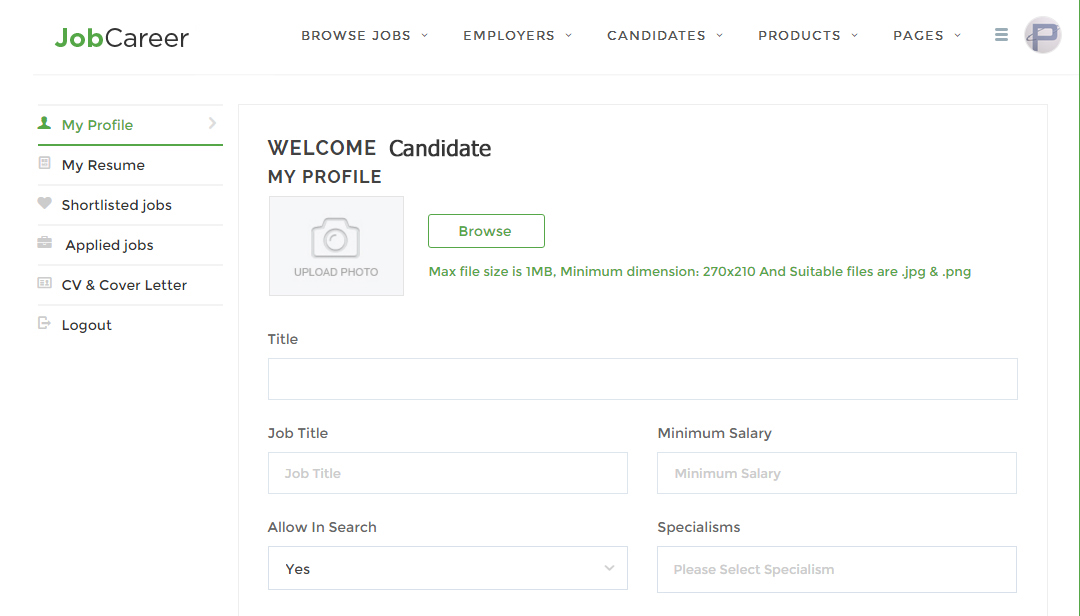 JobCareer
BROWSE JOBS
EMPLOYERS
CANDIDATES
PRODUCTS
PAGES
P
My Profile
My Resume
Shortlisted jobs
Applied jobs
CV & Cover Letter
Logout
WELCOME Candidate
MY PROFILE
UPLOAD PHOTO
Browse
Max file size is 1MB, Minimum dimension: 270x210 And Suitable files are .jpg & .png
Title
Job Title
Minimum Salary
Job Title
Minimum Salary
Allow In Search
Specialisms
Yes
Please Select Specialism